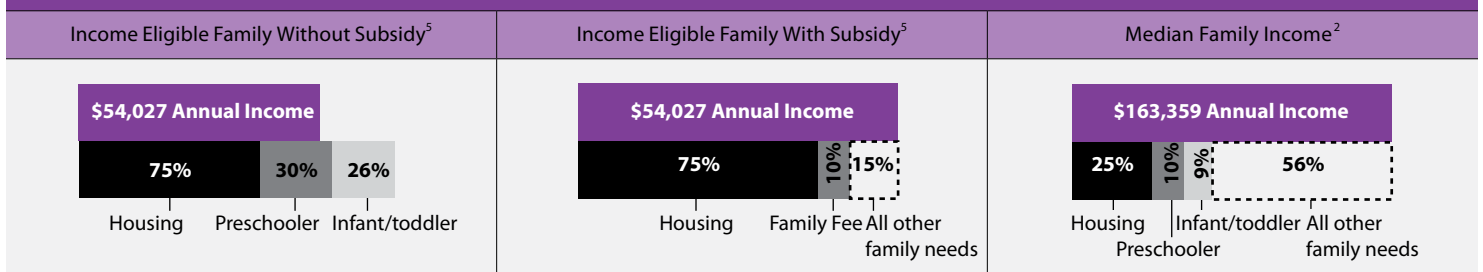 Income Eligible Family Without Subsidy⁵
$54,027 Annual Income
75% 30% 26%
Housing Preschooler Infant/toddler
Income Eligible Family With Subsidy⁵
$54,027 Annual Income
75% 10% 15%
Housing Family Fee All other
family needs
Median Family Income²
$163,359 Annual Income
25% 10% 9% 56%
Housing Infant/toddler All other
Preschooler family needs